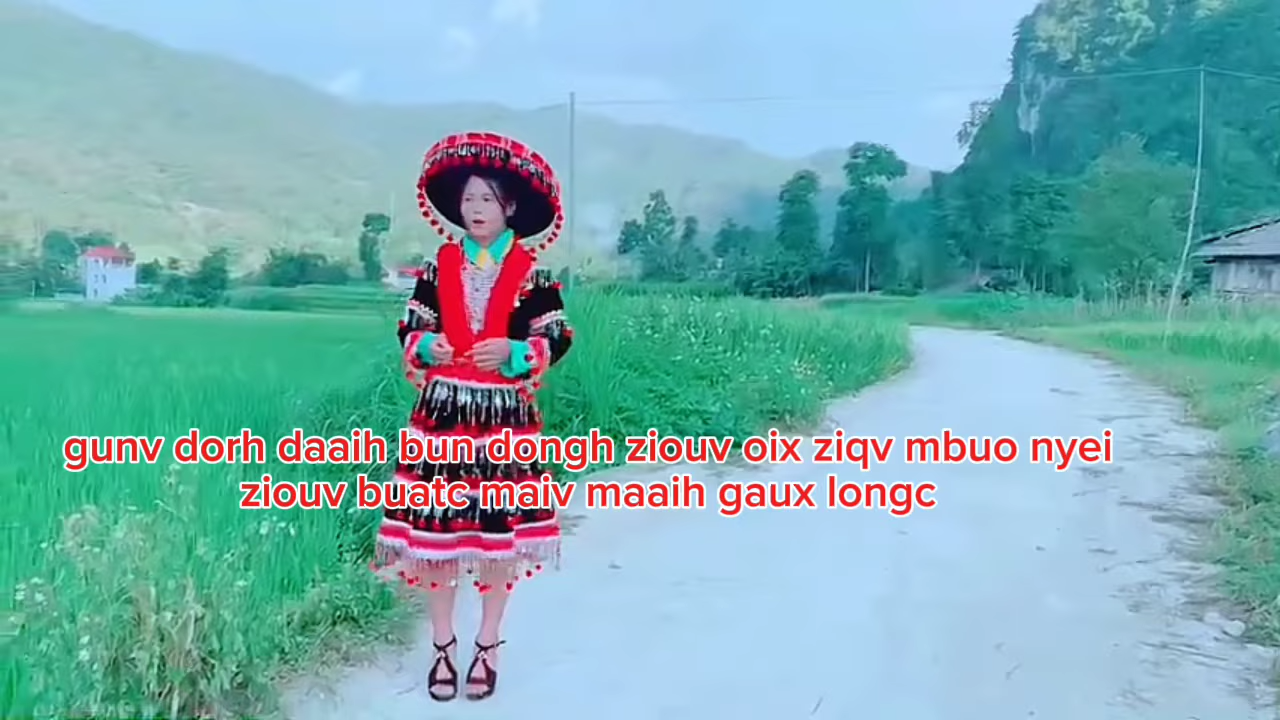 gunv dorh daaih bun dongh ziouv oix ziqv mbuo nyei
ziouv buatc maiv maaih gaux longc